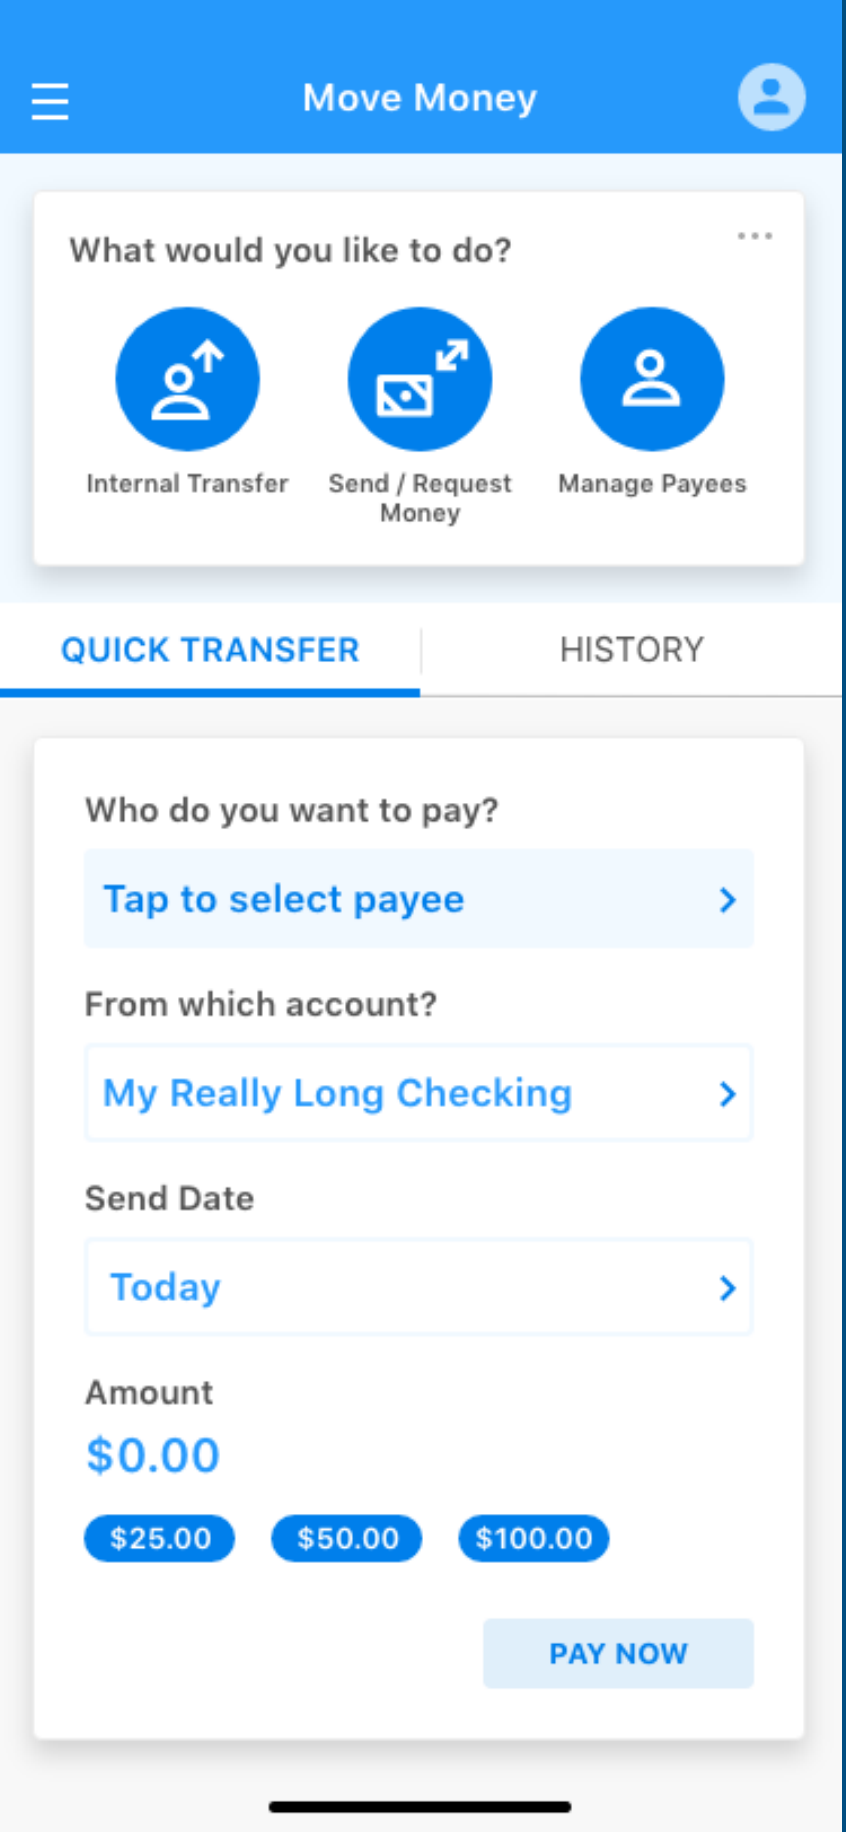 Move Money
What would you like to do?
Internal Transfer
Send / Request
Money
Manage Payees
QUICK TRANSFER
HISTORY
Who do you want to pay?
Tap to select payee
From which account?
My Really Long Checking
Send Date
Today
Amount
$0.00
$25.00 $50.00 $100.00
PAY NOW